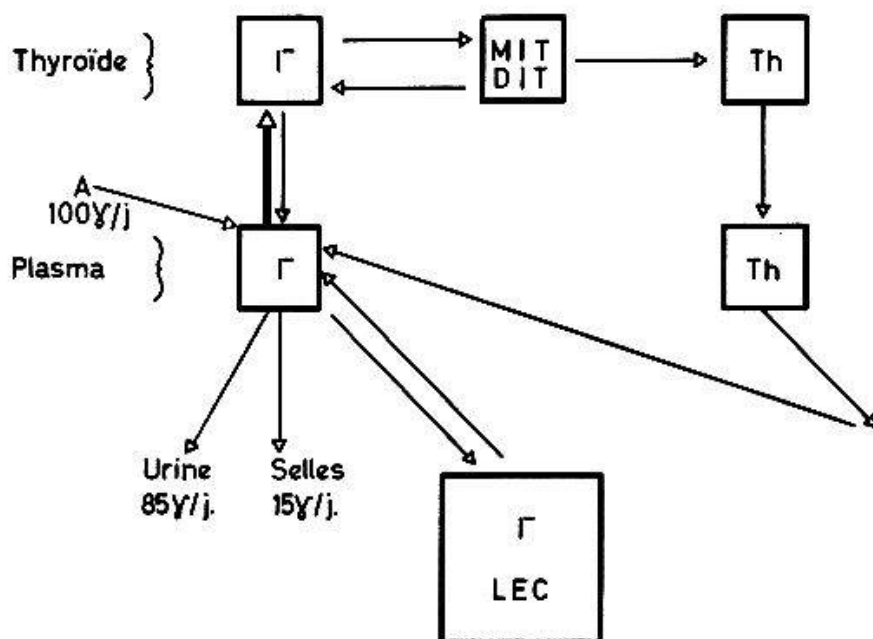 Thyroïde
Γ
MIT
DIT
Th
A
100γ/j
Plasma
Γ
Th
Urine
85γ/j.
Selles
15γ/j.
Γ
LEC